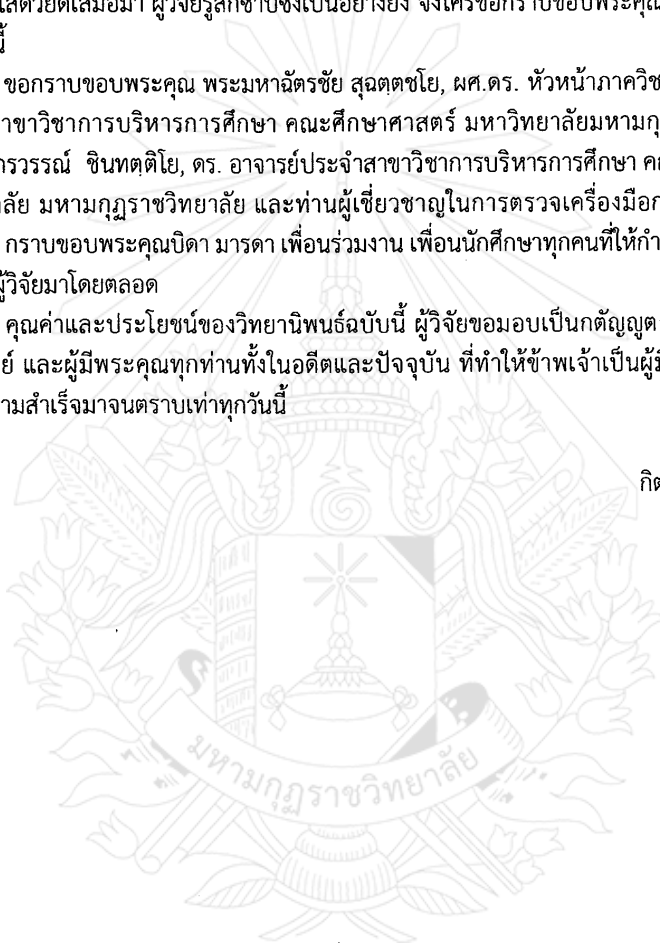 ใส่ด้วยดีเสมอมา ผู้วิจัยรู้สึกซาบซึ้งเป็นอย่างยิ่ง จึงใคร่ขอกราบขอบพระคุณ
นี้
ขอกราบขอบพระคุณ พระมหาฉัตรชัย สุฉตฺตชโย, ผศ.ดร. หัวหน้าภาควิช
าขาวิชาการบริหารการศึกษา คณะศึกษาศาสตร์ มหาวิทยาลัยมหามกุ
ารวรรณ์ ชินทตฺติโย, ดร. อาจารย์ประจำสาขาวิชาการบริหารการศึกษา คณ
าลัย มหามกุฏราชวิทยาลัย และท่านผู้เชี่ยวชาญในการตรวจเครื่องมือก
กราบขอบพระคุณบิดา มารดา เพื่อนร่วมงาน เพื่อนนักศึกษาทุกคนที่ให้กำ
ผู้วิจัยมาโดยตลอด
คุณค่าและประโยชน์ของวิทยานิพนธ์ฉบับนี้ ผู้วิจัยขอมอบเป็นกตัญญูต
ย์ และผู้มีพระคุณทุกท่านทั้งในอดีตและปัจจุบัน ที่ทำให้ข้าพเจ้าเป็นผู้มี
ามสำเร็จมาจนตราบเท่าทุกวันนี้
กิต
มหามกุฏราชวิทยาลัย